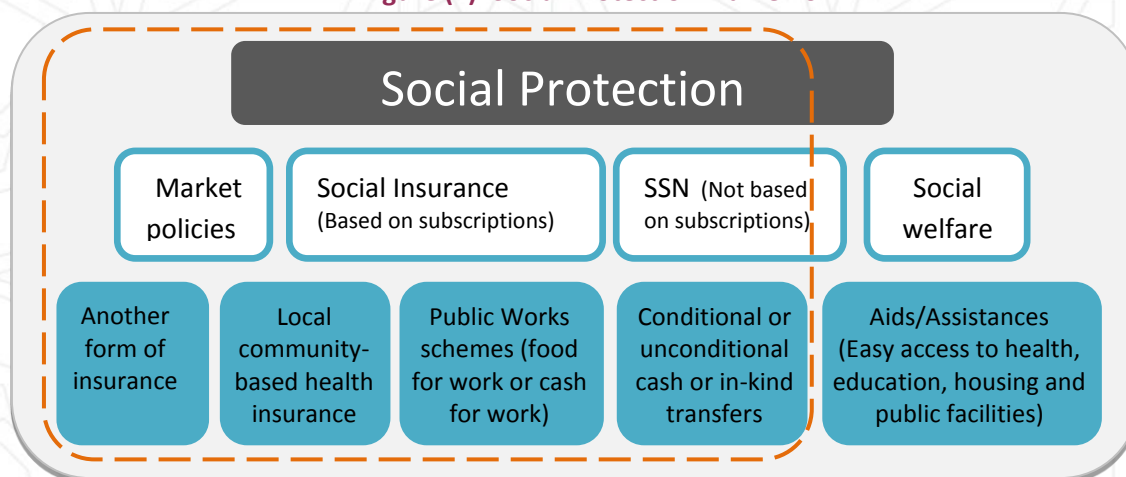 Social Protection
Market
policies
Social Insurance
(Based on subscriptions)
SSN (Not based
on subscriptions)
Social
welfare
Another
form of
insurance
Local
community-
based health
insurance
Public Works
schemes (food
for work or cash
for work)
Conditional or
unconditional
cash or in-kind
transfers
Aids/Assistances
(Easy access to health,
education, housing and
public facilities)